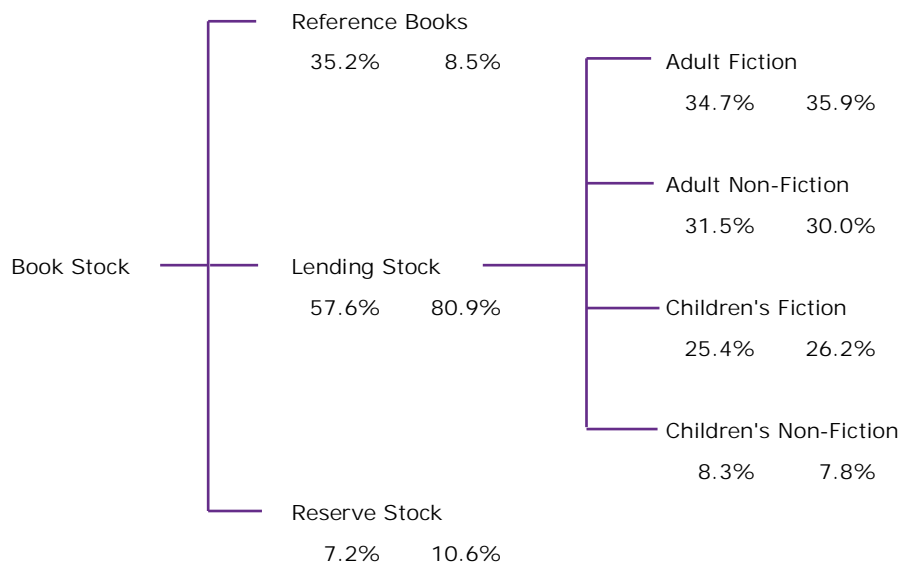 Reference Books
35.2% 8.5%
Adult Fiction
34.7% 35.9%
Adult Non-Fiction
31.5% 30.0%
Book Stock
Lending Stock
57.6% 80.9%
Children's Fiction
25.4% 26.2%
Children's Non-Fiction
8.3% 7.8%
Reserve Stock
7.2% 10.6%